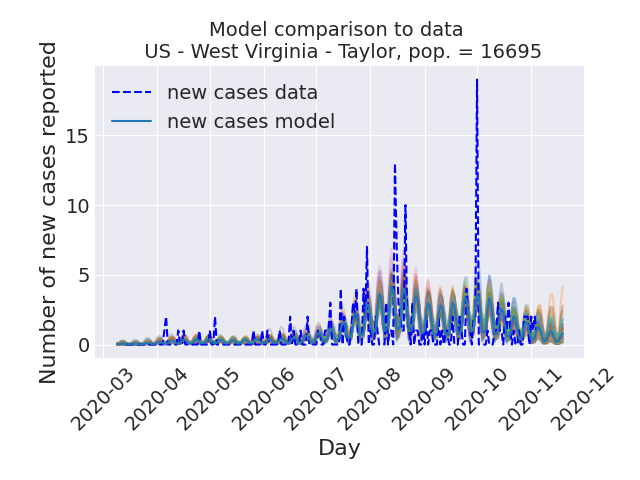 Model comparison to data
US - West Virginia - Taylor, pop. = 16695
new cases data
new cases model
Number of new cases reported
15
10
5
0
2020-03
2020-04
2020-05
2020-06
2020-07
2020-08
2020-09
2020-10
2020-11
2020-12
Day